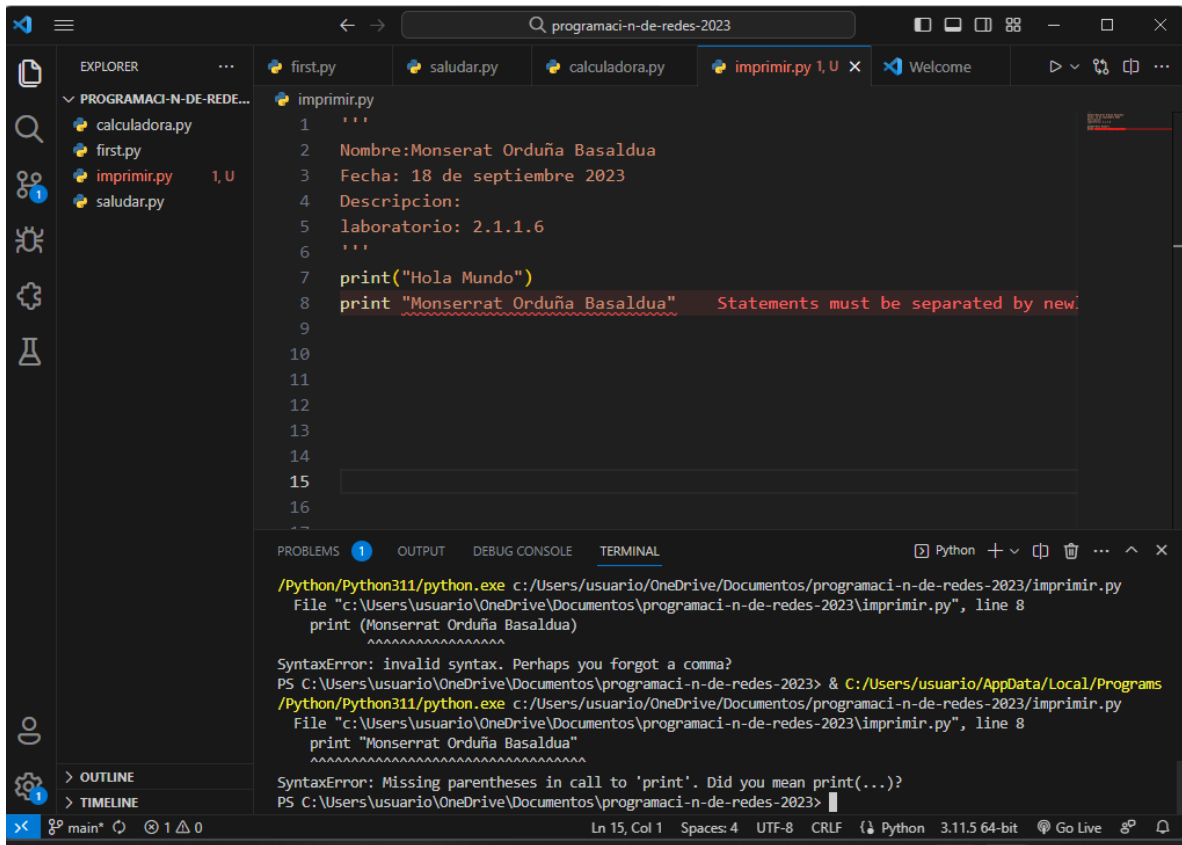 programaci-n-de-redes-2023
EXPLORER
first.py
saludar.py
calculadora.py
imprimir.py 1, U
Welcome
PROGRAMACI-N-DE-REDE...
calculadora.py
first.py
imprimir.py 1, U
saludar.py
imprimir.py
1 '''
2 Nombre:Monserat Orduña Basaldua
3 Fecha: 18 de septiembre 2023
4 Descripcion:
5 laboratorio: 2.1.1.6
6 '''
7 print("Hola Mundo")
8 print "Monserrat Orduña Basaldua" Statements must be separated by new
9
10
11
12
13
14
15
16
PROBLEMS 1 OUTPUT DEBUG CONSOLE TERMINAL Python
/Python/Python311/python.exe c:/Users/usuario/OneDrive/Documentos/programaci-n-de-redes-2023/imprimir.py
File "c:\Users\usuario\OneDrive\Documentos\programaci-n-de-redes-2023\imprimir.py", line 8
print (Monserrat Orduña Basaldua)
^^^^^^^^^^^^^^^^^
SyntaxError: invalid syntax. Perhaps you forgot a comma?
PS C:\Users\usuario\OneDrive\Documentos\programaci-n-de-redes-2023> & C:/Users/usuario/AppData/Local/Programs
/Python/Python311/python.exe c:/Users/usuario/OneDrive/Documentos/programaci-n-de-redes-2023/imprimir.py
File "c:\Users\usuario\OneDrive\Documentos\programaci-n-de-redes-2023\imprimir.py", line 8
print "Monserrat Orduña Basaldua"
^^^^^^^^^^^^^^^^^^^^^^^^^^^^^^^^^
SyntaxError: Missing parentheses in call to 'print'. Did you mean print(...)?
PS C:\Users\usuario\OneDrive\Documentos\programaci-n-de-redes-2023>
1
1
OUTLINE
TIMELINE
main* 1 0 Ln 15, Col 1 Spaces: 4 UTF-8 CRLF Python 3.11.5 64-bit Go Live